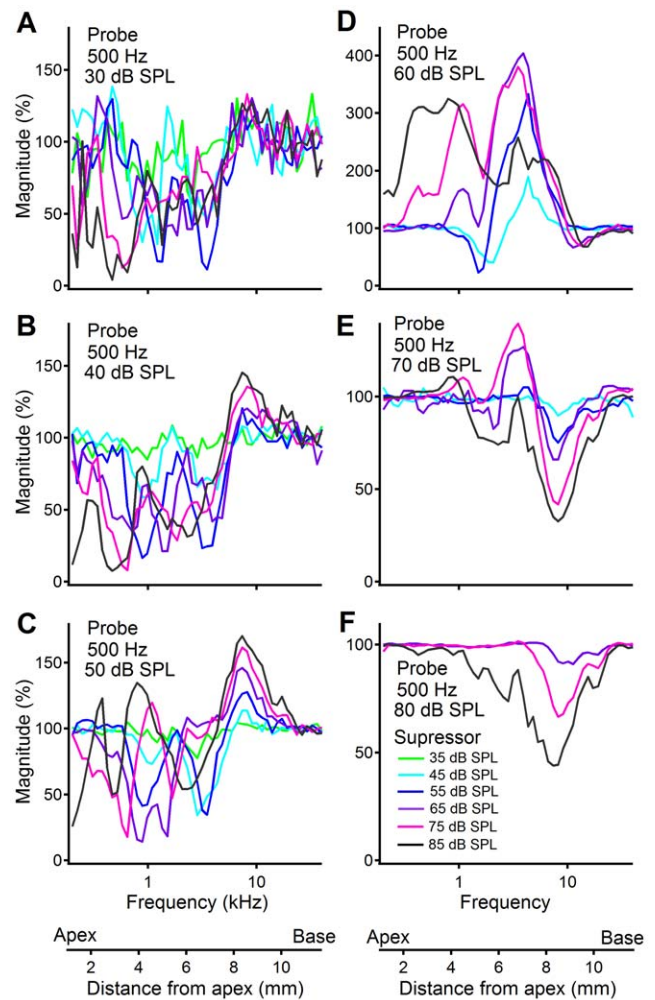 A
Probe
500 Hz
30 dB SPL
Magnitude (%)
150
100
50
0
B
Probe
500 Hz
40 dB SPL
Magnitude (%)
150
100
50
0
C
Probe
500 Hz
50 dB SPL
Magnitude (%)
150
100
50
0
1 10
Frequency (kHz)
Apex Base
2 4 6 8 10
Distance from apex (mm)
D
Probe
500 Hz
60 dB SPL
400
300
200
100
0
E
Probe
500 Hz
70 dB SPL
100
50
0
F
Probe
500 Hz
80 dB SPL
Supressor
35 dB SPL
45 dB SPL
55 dB SPL
65 dB SPL
75 dB SPL
85 dB SPL
100
50
0
1 10
Frequency
Apex Base
2 4 6 8 10
Distance from apex (mm)